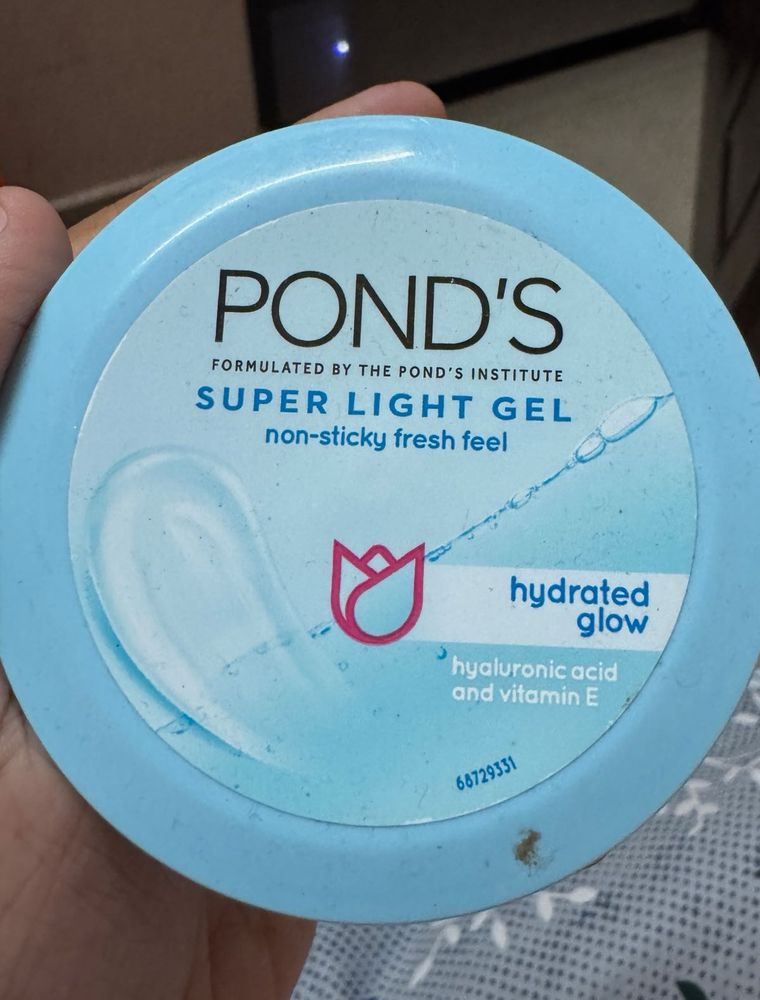 POND'S
FORMULATED BY THE POND'S INSTITUTE
SUPER LIGHT GEL
non-sticky fresh feel
hydrated
glow
hyaluronic acid
and vitamin E
68729331